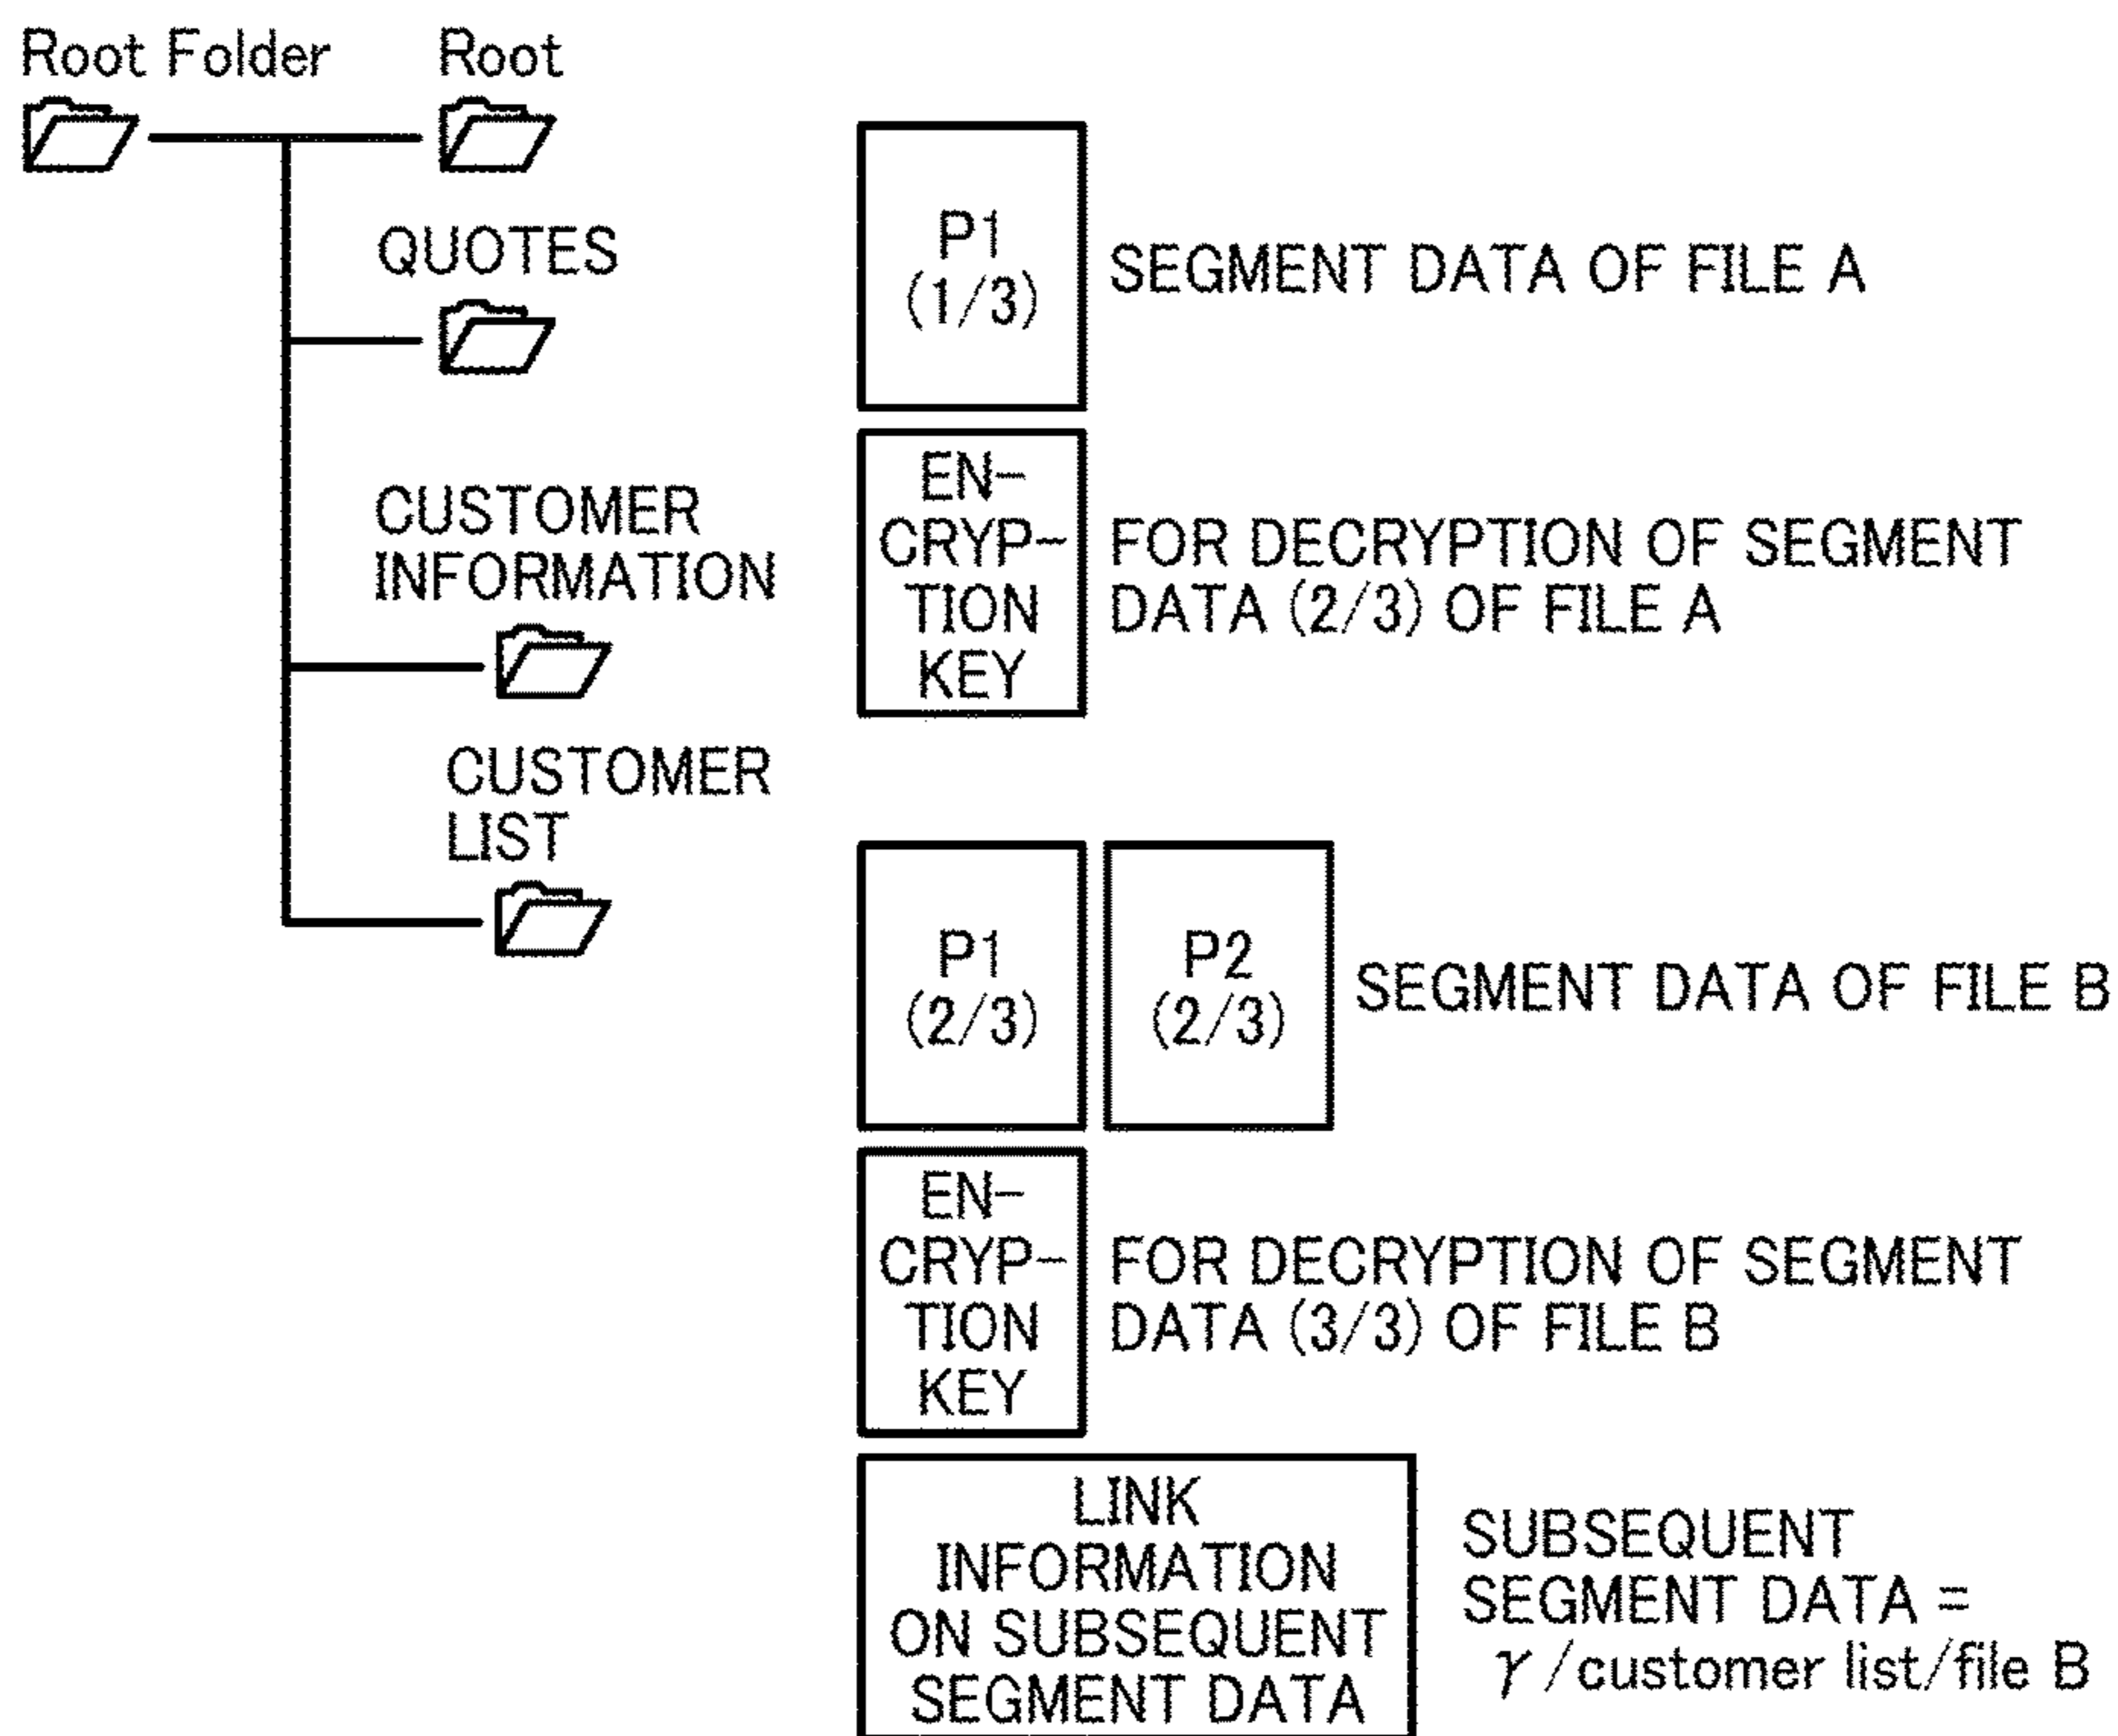 Root Folder
Root
QUOTES
CUSTOMER
INFORMATION
CUSTOMER
LIST
P1
(1/3)
SEGMENT DATA OF FILE A
EN-
CRYP-
TION
KEY
FOR DECRYPTION OF SEGMENT
DATA (2/3) OF FILE A
P1
(2/3)
P2
(2/3)
SEGMENT DATA OF FILE B
EN-
CRYP-
TION
KEY
FOR DECRYPTION OF SEGMENT
DATA (3/3) OF FILE B
LINK
INFORMATION
ON SUBSEQUENT
SEGMENT DATA
SUBSEQUENT
SEGMENT DATA =
γ/customer list/file B